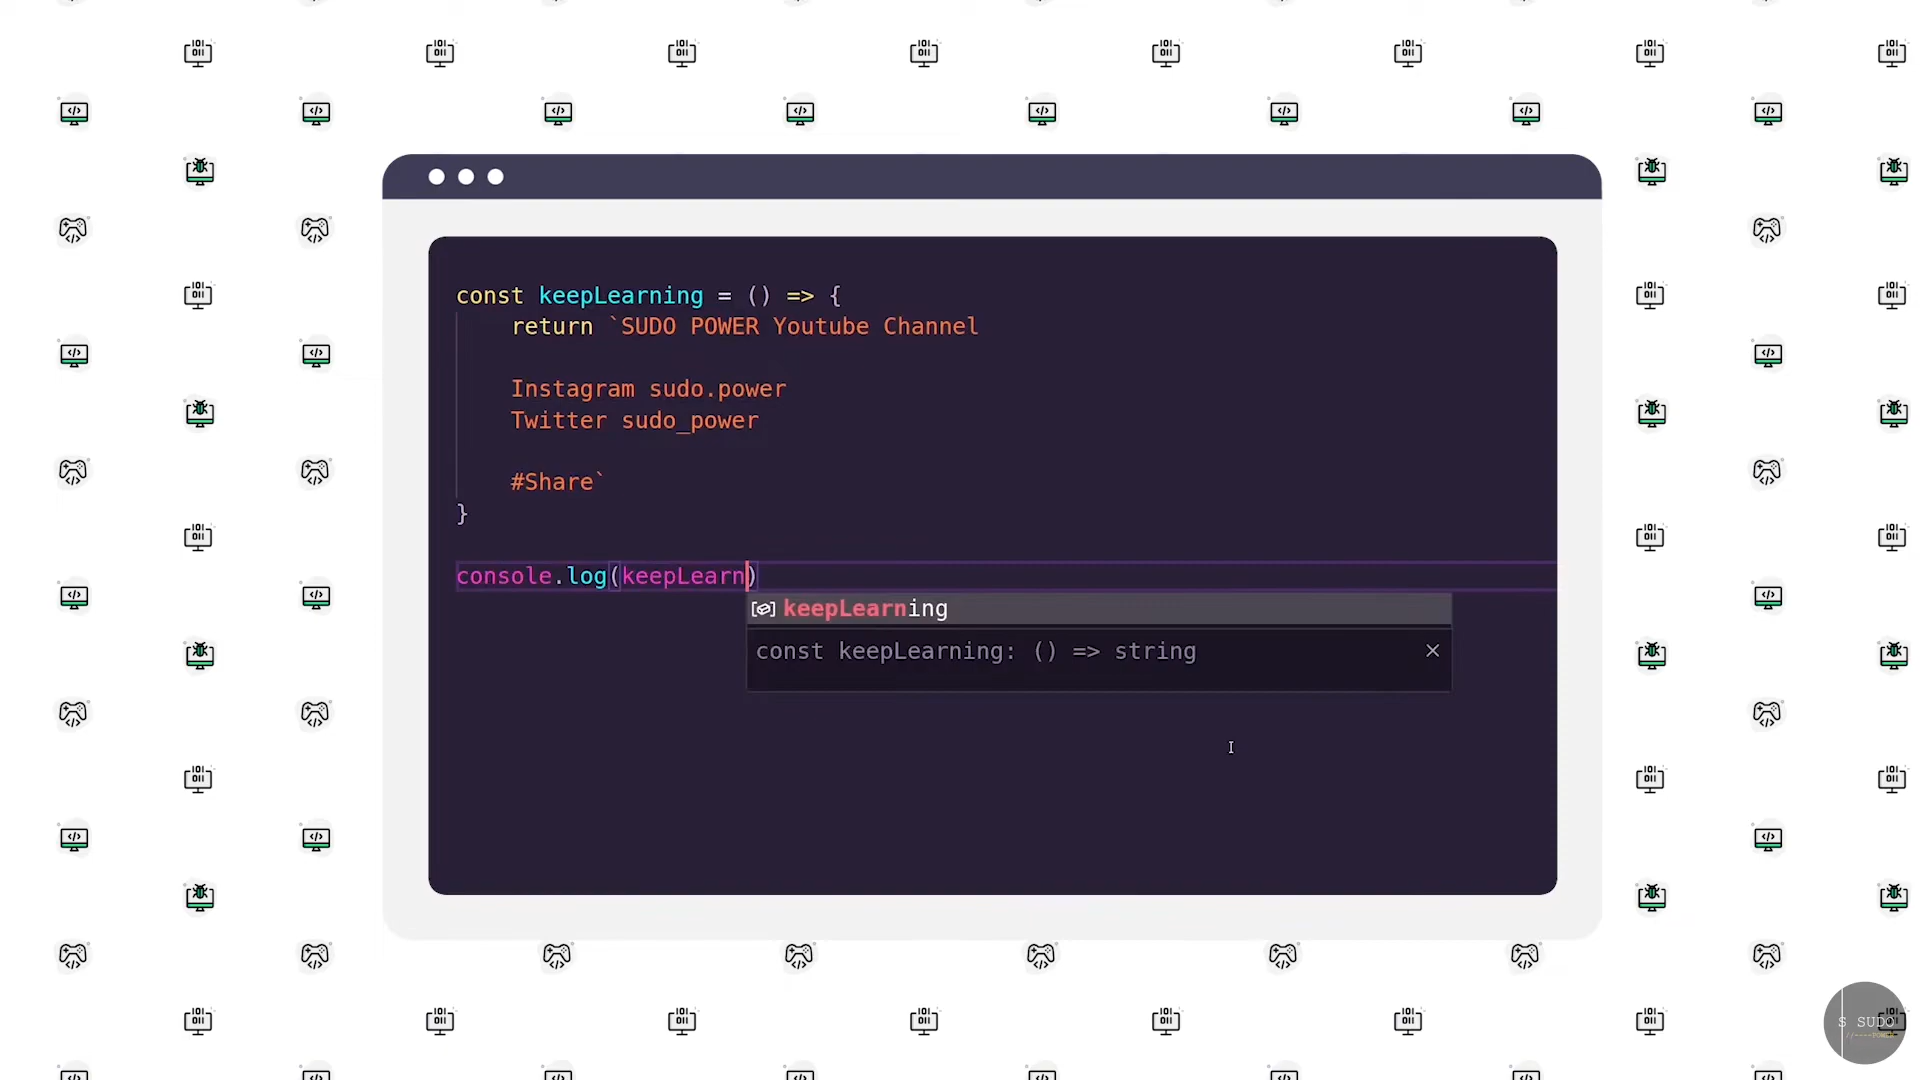 const keepLearning = () => {
return `SUDO POWER Youtube Channel
Instagram sudo.power
Twitter sudo_power
#Share`
}
console.log(keepLearn)
keepLearning
const keepLearning: () => string
S SUDO